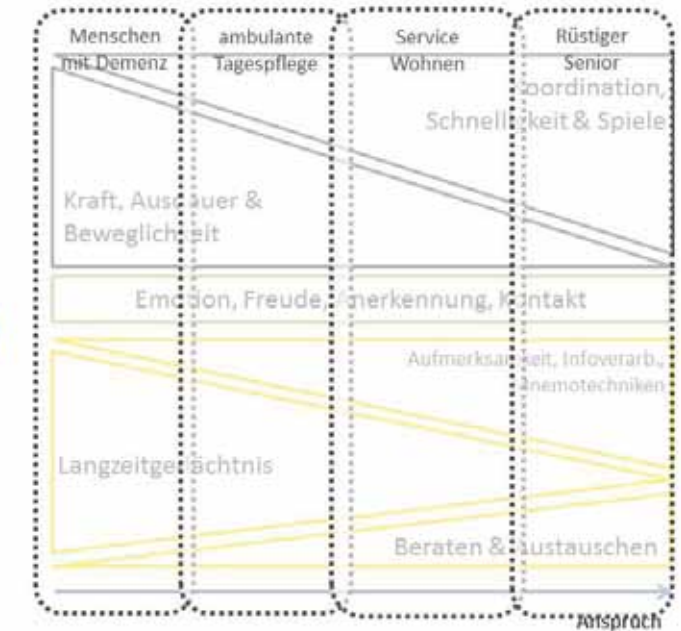 Menschen
mit Demenz
ambulante
Tagespflege
Service
Wohnen
Rüstiger
Senior
Koordination,
Schnelligkeit & Spiele
Kraft, Ausdauer &
Beweglichkeit
Emotion, Freude, Anerkennung, Kontakt
Aufmerksamkeit, Infoverarb.,
Mnemotechniken
Langzeitgedächtnis
Beraten & Austauschen
Anspruch